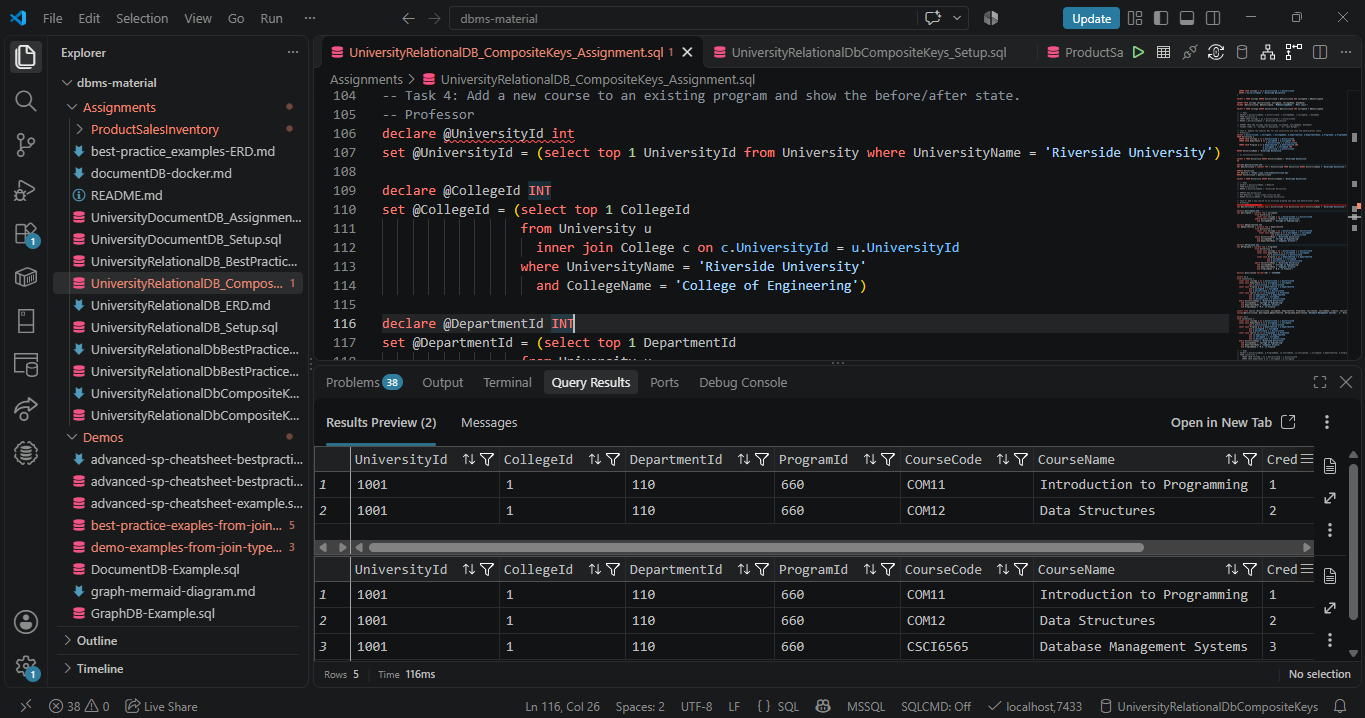 File Edit Selection View Go Run ···
dbms-material
Update
Explorer
dbms-material
Assignments
ProductSalesInventory
best-practice_examples-ERD.md
documentDB-docker.md
README.md
UniversityDocumentDB_Assignmen...
UniversityDocumentDB_Setup.sql
UniversityRelationalDB_BestPractic...
UniversityRelationalDB_Compos... 1
UniversityRelationalDB_ERD.md
UniversityRelationalDB_Setup.sql
UniversityRelationalDbBestPractice...
UniversityRelationalDbBestPractice...
UniversityRelationalDbCompositeK...
UniversityRelationalDbCompositeK...
Demos
advanced-sp-cheatsheet-bestpracti...
advanced-sp-cheatsheet-bestpracti...
advanced-sp-cheatsheet-example.s...
best-practice-exaples-from-join... 5
demo-examples-from-join-type... 3
DocumentDB-Example.sql
graph-mermaid-diagram.md
GraphDB-Example.sql
Outline
Timeline
1
1
UniversityRelationalDB_CompositeKeys_Assignment.sql 1
UniversityRelationalDbCompositeKeys_Setup.sql
ProductSa
Assignments > UniversityRelationalDB_CompositeKeys_Assignment.sql
104 -- Task 4: Add a new course to an existing program and show the before/after state.
105 -- Professor
106 declare @UniversityId int
107 set @UniversityId = (select top 1 UniversityId from University where UniversityName = 'Riverside University')
108
109 declare @CollegeId INT
110 set @CollegeId = (select top 1 CollegeId
111 from University u
112 inner join College c on c.UniversityId = u.UniversityId
113 where UniversityName = 'Riverside University'
114 and CollegeName = 'College of Engineering')
115
116 declare @DepartmentId INT
117 set @DepartmentId = (select top 1 DepartmentId
118 from University u
Problems 38 Output Terminal Query Results Ports Debug Console
Results Preview (2) Messages
Open in New Tab
UniversityId CollegeId DepartmentId ProgramId CourseCode CourseName Cred
1 1001 1 110 660 COM11 Introduction to Programming 1
2 1001 1 110 660 COM12 Data Structures 2
UniversityId CollegeId DepartmentId ProgramId CourseCode CourseName Cred
1 1001 1 110 660 COM11 Introduction to Programming 1
2 1001 1 110 660 COM12 Data Structures 2
3 1001 1 110 660 CSCI6565 Database Management Systems 3
Rows 5 Time 116ms
No selection
38 0 Live Share
Ln 116, Col 26 Spaces: 2 UTF-8 LF { } SQL MSSQL SQLCMD: Off localhost,7433 UniversityRelationalDbCompositeKeys